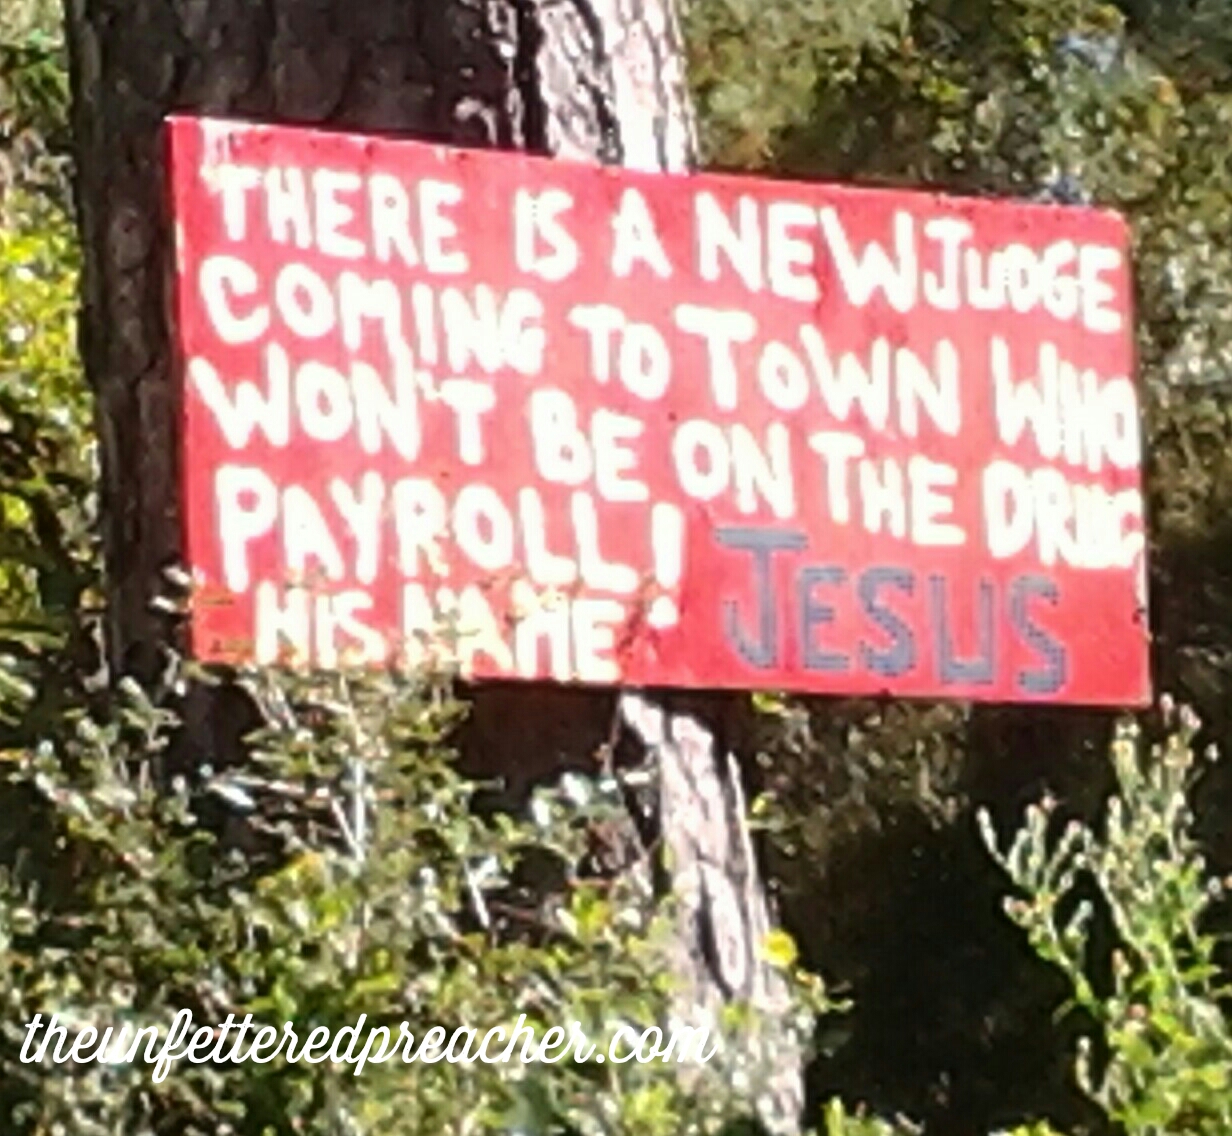 THERE IS A NEW JUDGE
COMING TO TOWN WHO
WON'T BE ON THE DRUG
PAYROLL!
HIS NAME: JESUS
theunfetteredpreacher.com